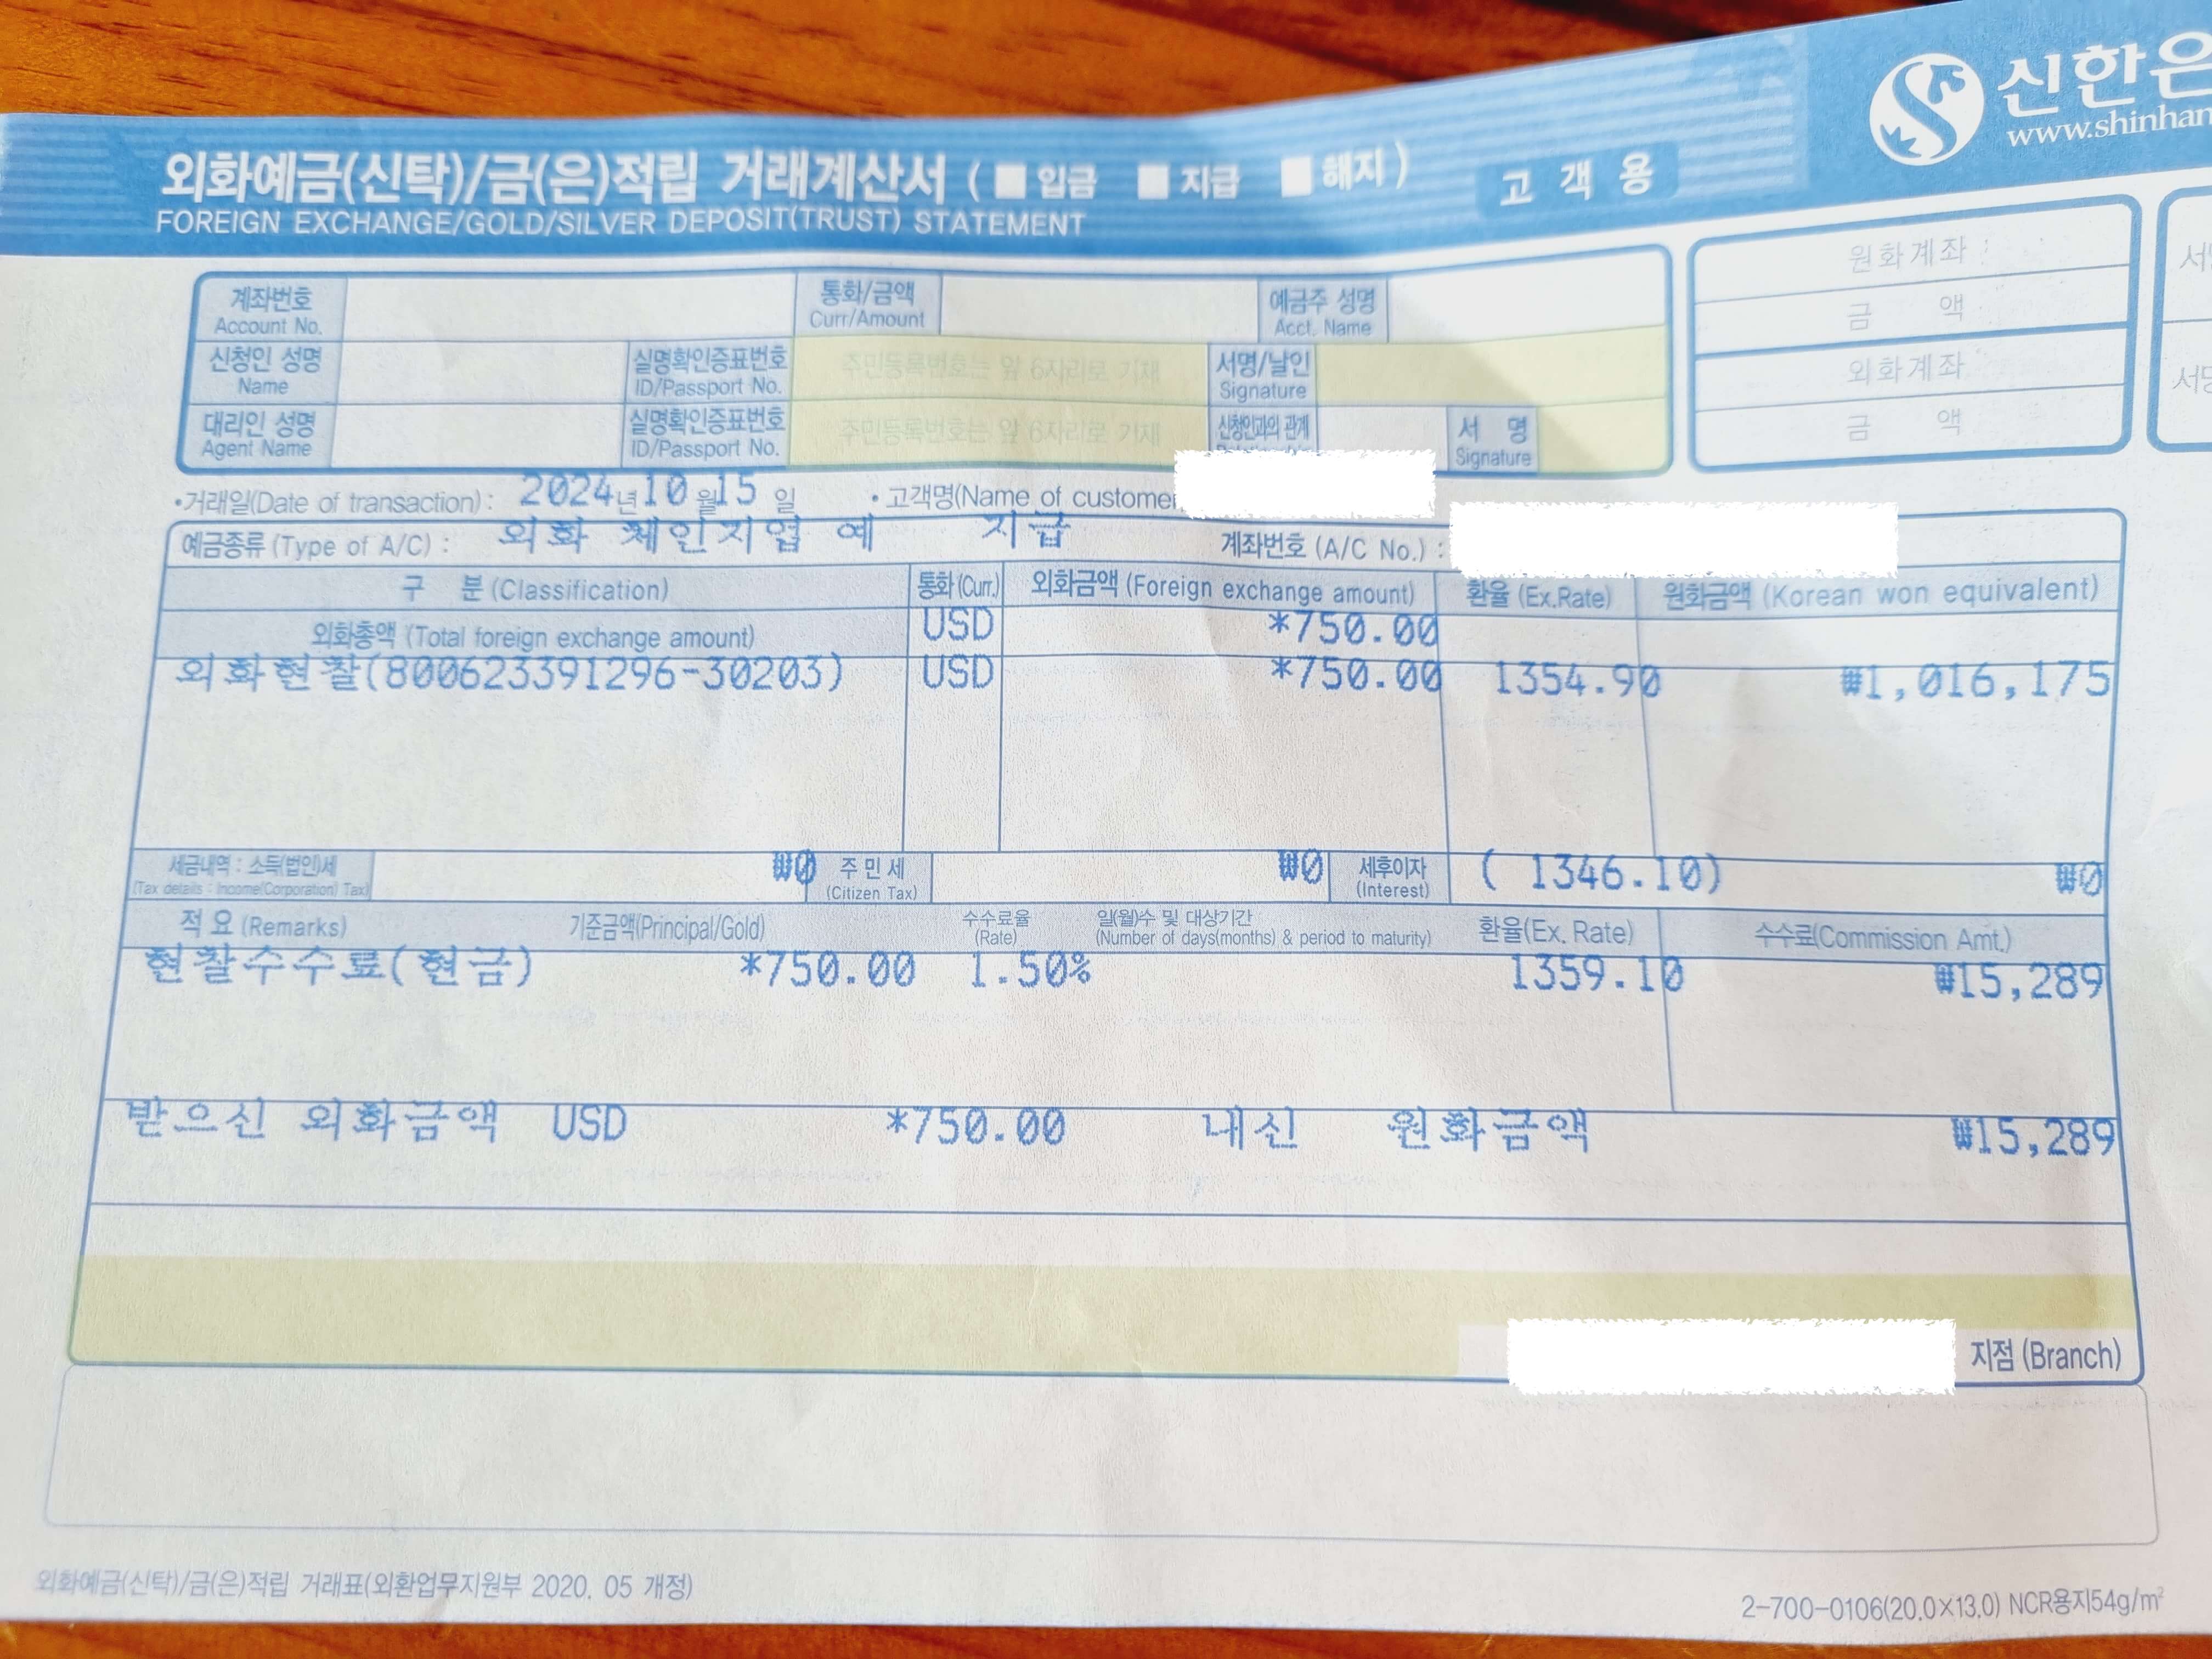 신한은
www.shinhan
외화예금(신탁)/금(은)적립 거래계산서 ( ■ 입금 ■ 지급 ■ 해지 ) 고 객 용
FOREIGN EXCHANGE/GOLD/SILVER DEPOSIT(TRUST) STATEMENT
계좌번호 Account No. 통화/금액 Curr/Amount 예금주 성명 Acct. Name
신청인 성명 Name 실명확인증표번호 ID/Passport No. 주민등록번호는 앞 6자리로 기재 서명/날인 Signature
대리인 성명 Agent Name 실명확인증표번호 ID/Passport No. 주민등록번호는 앞 6자리로 기재 신청인과의 관계 서 명 Signature
원화계좌 :
금 액 :
외화계좌
금 액
서명
서명
•거래일(Date of transaction) : 2024년 10 월 15 일 • 고객명(Name of customer
예금종류 (Type of A/C) : 외화 체인지업 예 지급 계좌번호 (A/C No.) :
구 분 (Classification) 통화 (Curr.) 외화금액 (Foreign exchange amount) 환율 (Ex.Rate) 원화금액 (Korean won equivalent)
외화총액 (Total foreign exchange amount) USD *750.00
외화현찰(800623391296-30203) USD *750.00 1354.90 ₩1,016,175
세금내역 : 소득(법인)세 (Tax details : Income(Corporation) Tax) ₩0 주 민 세 (Citizen Tax) ₩0 세후이자 (Interest) ( 1346.10) ₩0
적 요 (Remarks) 기준금액(Principal/Gold) 수수료율 (Rate) 일(월)수 및 대상기간 (Number of days(months) & period to maturity) 환율(Ex. Rate) 수수료(Commission Amt.)
현찰수수료(현금) *750.00 1.50% 1359.10 ₩15,289
받으신 외화금액 USD *750.00 내신 원화금액 ₩15,289
지점 (Branch)
외화예금(신탁)/금(은)적립 거래표(외환업무지원부 2020. 05 개정)
2-700-0106(20.0×13.0) NCR용지54g/㎡